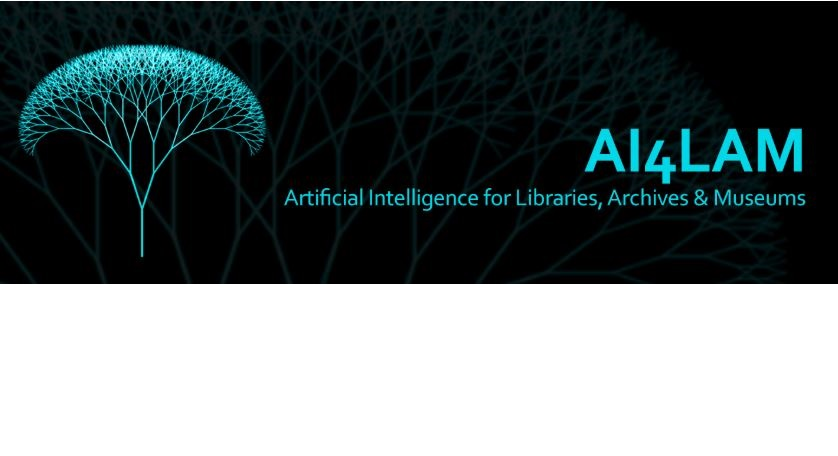 AI4LAM
Artificial Intelligence for Libraries, Archives & Museums